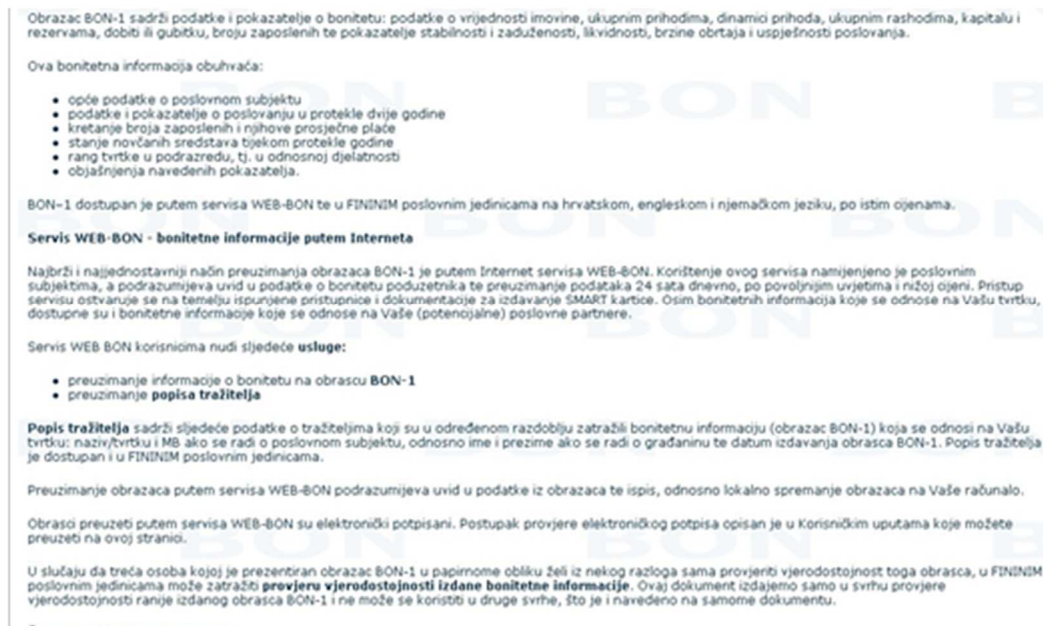 Obrazac BON-1 sadrži podatke i pokazatelje o bonitetu: podatke o vrijednosti imovine, ukupnim prihodima, dinamici prihoda, ukupnim rashodima, kapitalu i
rezervama, dobiti ili gubitku, broju zaposlenih te pokazatelje stabilnosti i zaduženosti, likvidnosti, brzine obrtaja i uspješnosti poslovanja.
Ova bonitetna informacija obuhvaća:
• opće podatke o poslovnom subjektu
• podatke i pokazatelje o poslovanju u protekle dvije godine
• kretanje broja zaposlenih i njihove prosječne plaće
• stanje novčanih sredstava tijekom protekle godine
• rang tvrtke u podrazredu, tj. u odnosnoj djelatnosti
• objašnjenja navedenih pokazatelja.
BON–1 dostupan je putem servisa WEB-BON te u FININIM poslovnim jedinicama na hrvatskom, engleskom i njemačkom jeziku, po istim cijenama.
Servis WEB-BON - bonitetne informacije putem Interneta
Najbrži i najjednostavniji način preuzimanja obrazaca BON-1 je putem Internet servisa WEB-BON. Korištenje ovog servisa namijenjeno je poslovnim
subjektima, a podrazumijeva uvid u podatke o bonitetu poduzetnika te preuzimanje podataka 24 sata dnevno, po povoljnijim uvjetima i nižoj cijeni. Pristup
servisu ostvaruje se na temelju ispunjene pristupnice i dokumentacije za izdavanje SMART kartice. Osim bonitetnih informacija koje se odnose na Vašu tvrtku,
dostupne su i bonitetne informacije koje se odnose na Vaše (potencijalne) poslovne partnere.
Servis WEB BON korisnicima nudi sljedeće usluge:
• preuzimanje informacije o bonitetu na obrascu BON-1
• preuzimanje popisa tražitelja
Popis tražitelja sadrži sljedeće podatke o tražiteljima koji su u određenom razdoblju zatražili bonitetnu informaciju (obrazac BON-1) koja se odnosi na Vašu
tvrtku: naziv/tvrtku i MB ako se radi o poslovnom subjektu, odnosno ime i prezime ako se radi o građaninu te datum izdavanja obrasca BON-1. Popis tražitelja
je dostupan i u FININIM poslovnim jedinicama.
Preuzimanje obrazaca putem servisa WEB-BON podrazumijeva uvid u podatke iz obrazaca te ispis, odnosno lokalno spremanje obrazaca na Vaše računalo.
Obrasci preuzeti putem servisa WEB-BON su elektronički potpisani. Postupak provjere elektroničkog potpisa opisan je u Korisničkim uputama koje možete
preuzeti na ovoj stranici.
U slučaju da treća osoba kojoj je prezentiran obrazac BON-1 u papirnome obliku želi iz nekog razloga sama provjeriti vjerodostojnost toga obrasca, u FININIM
poslovnim jedinicama može zatražiti provjeru vjerodostojnosti izdane bonitetne informacije. Ovaj dokument izdajemo samo u svrhu provjere
vjerodostojnosti ranije izdanog obrasca BON-1 i ne može se koristiti u druge svrhe, što je i navedeno na samome dokumentu.